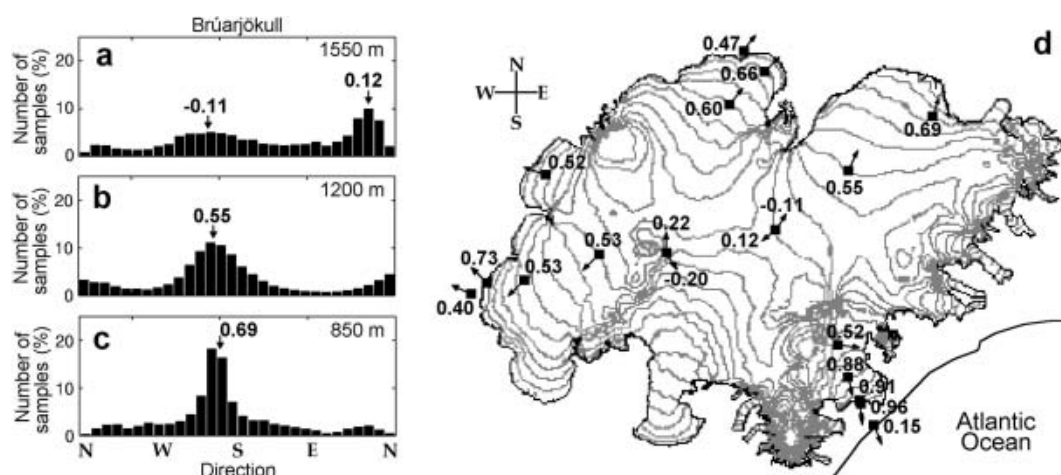 Brúarjökull
a
1550 m
Number of
samples (%)
20
10
0
-0.11
0.12
b
1200 m
Number of
samples (%)
20
10
0
0.55
c
850 m
Number of
samples (%)
20
10
0
0.69
N W S E N
Direction
d
N
W E
S
0.47
0.66
0.60
0.69
0.52
0.55
-0.11
0.22
0.12
0.53
0.73
0.53
-0.20
0.40
0.52
0.88
0.91
0.96
0.15
Atlantic
Ocean